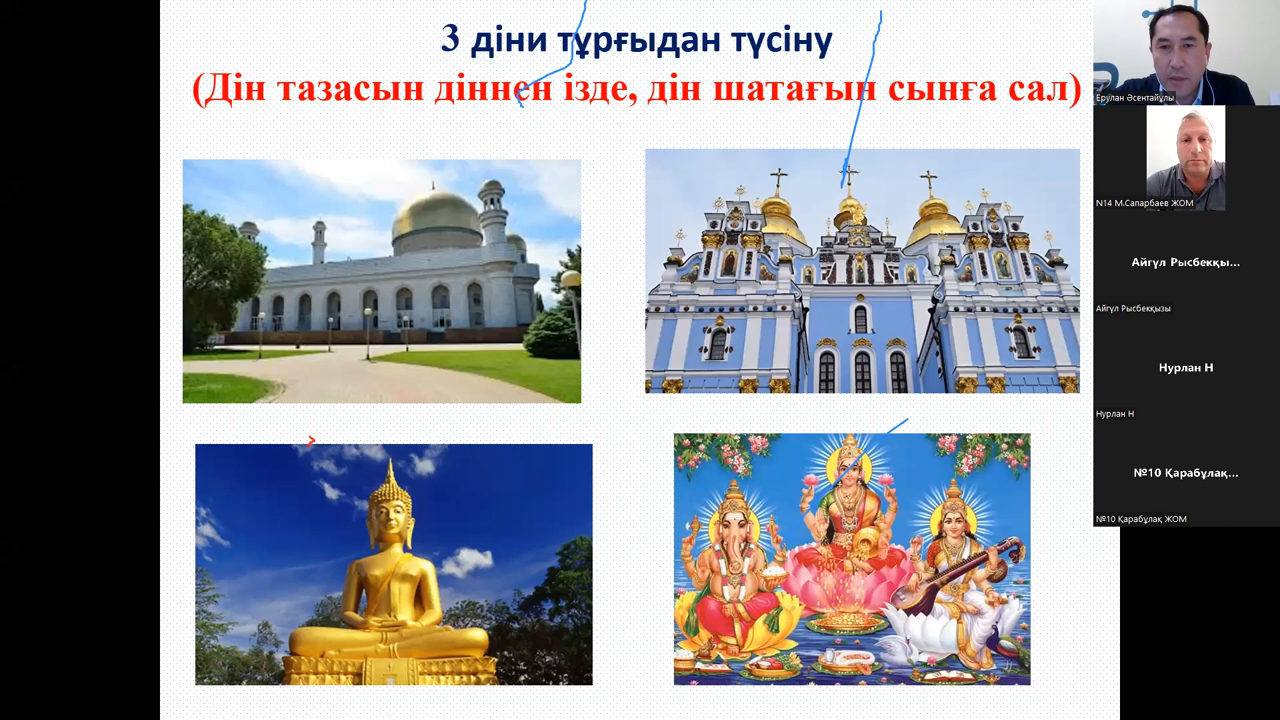 3 діни тұрғыдан түсіну
(Дін тазасын діннен ізде, дін шатағын сынға сал)
Ерулан Әсентайұлы
N14 М.Сапарбаев ЖОМ
Айгүл Рысбекқы...
Айгүл Рысбекқызы
Нурлан Н
Нурлан Н
№10 Қарабұлақ...
№10 Қарабұлақ ЖОМ